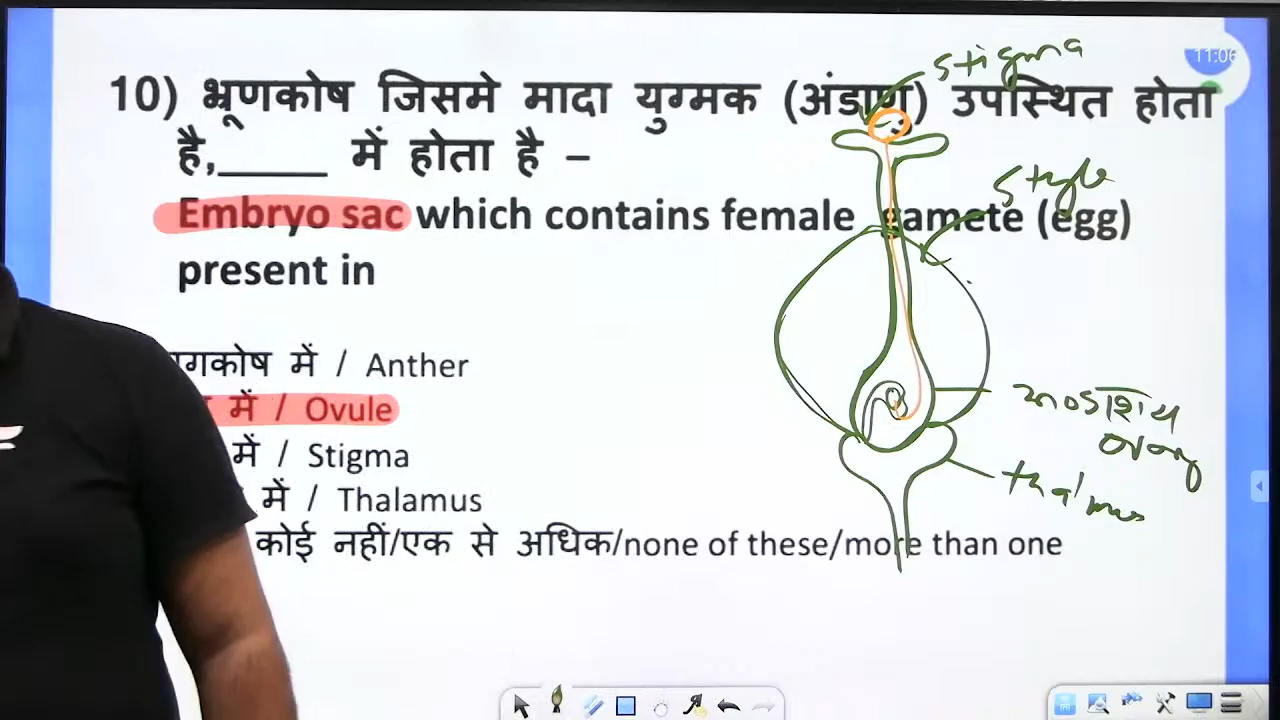 10) भ्रूणकोष जिसमे मादा युग्मक (अंडाणु) उपस्थित होता
है,_____ में होता है –
Embryo sac which contains female gamete (egg)
present in
गकोष में / Anther
में / Ovule
में / Stigma
में / Thalamus
कोई नहीं/एक से अधिक/none of these/more than one
stigma
style
अण्डाशय
ovary
thalmus
11:06